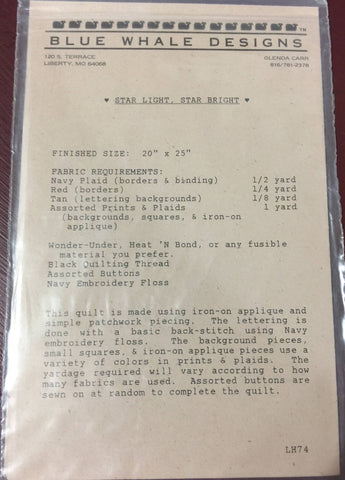 BLUE WHALE DESIGNS ™
120 S. TERRACE
LIBERTY, MO 64068
GLENDA CARR
816/781-2378
♥ STAR LIGHT, STAR BRIGHT ♥
FINISHED SIZE: 20" x 25"
FABRIC REQUIREMENTS:
Navy Plaid (borders & binding) 1/2 yard
Red (borders) 1/4 yard
Tan (lettering backgrounds) 1/8 yard
Assorted Prints & Plaids 1 yard
(backgrounds, squares, & iron-on
applique)
Wonder-Under, Heat 'N Bond, or any fusible
material you prefer.
Black Quilting Thread
Assorted Buttons
Navy Embroidery Floss
This quilt is made using iron-on applique and
simple patchwork piecing. The lettering is
done with a basic back-stitch using Navy
embroidery floss. The background pieces,
small squares, & iron-on applique pieces use a
variety of colors in prints & plaids. The
yardage required will vary according to how
many fabrics are used. Assorted buttons are
sewn on at random to complete the quilt.
LH74